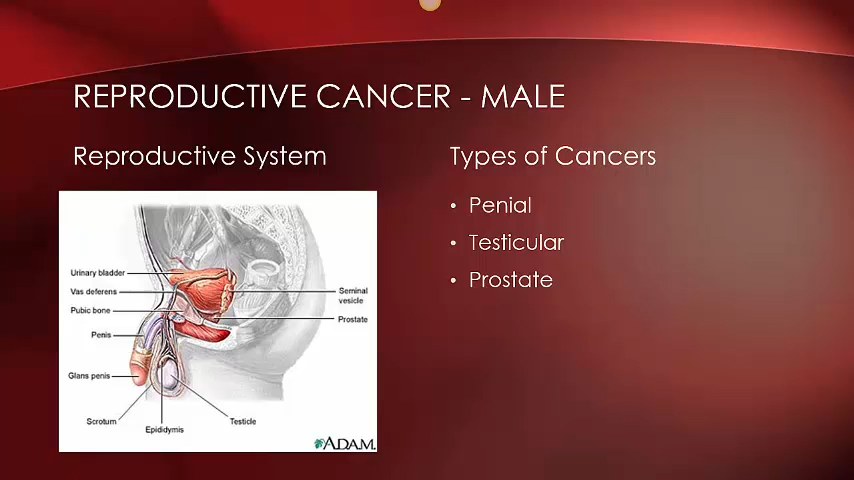 REPRODUCTIVE CANCER - MALE
Reproductive System
Types of Cancers
• Penial
• Testicular
• Prostate
Urinary bladder
Vas deferens
Pubic bone
Penis
Glans penis
Scrotum
Epididymis
Testicle
Seminal
vesicle
Prostate
ADAM.